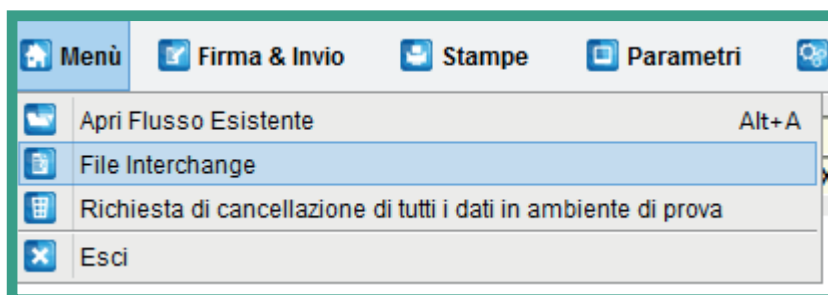 Menù Firma & Invio Stampe Parametri
Apri Flusso Esistente Alt+A
File Interchange
Richiesta di cancellazione di tutti i dati in ambiente di prova
Esci